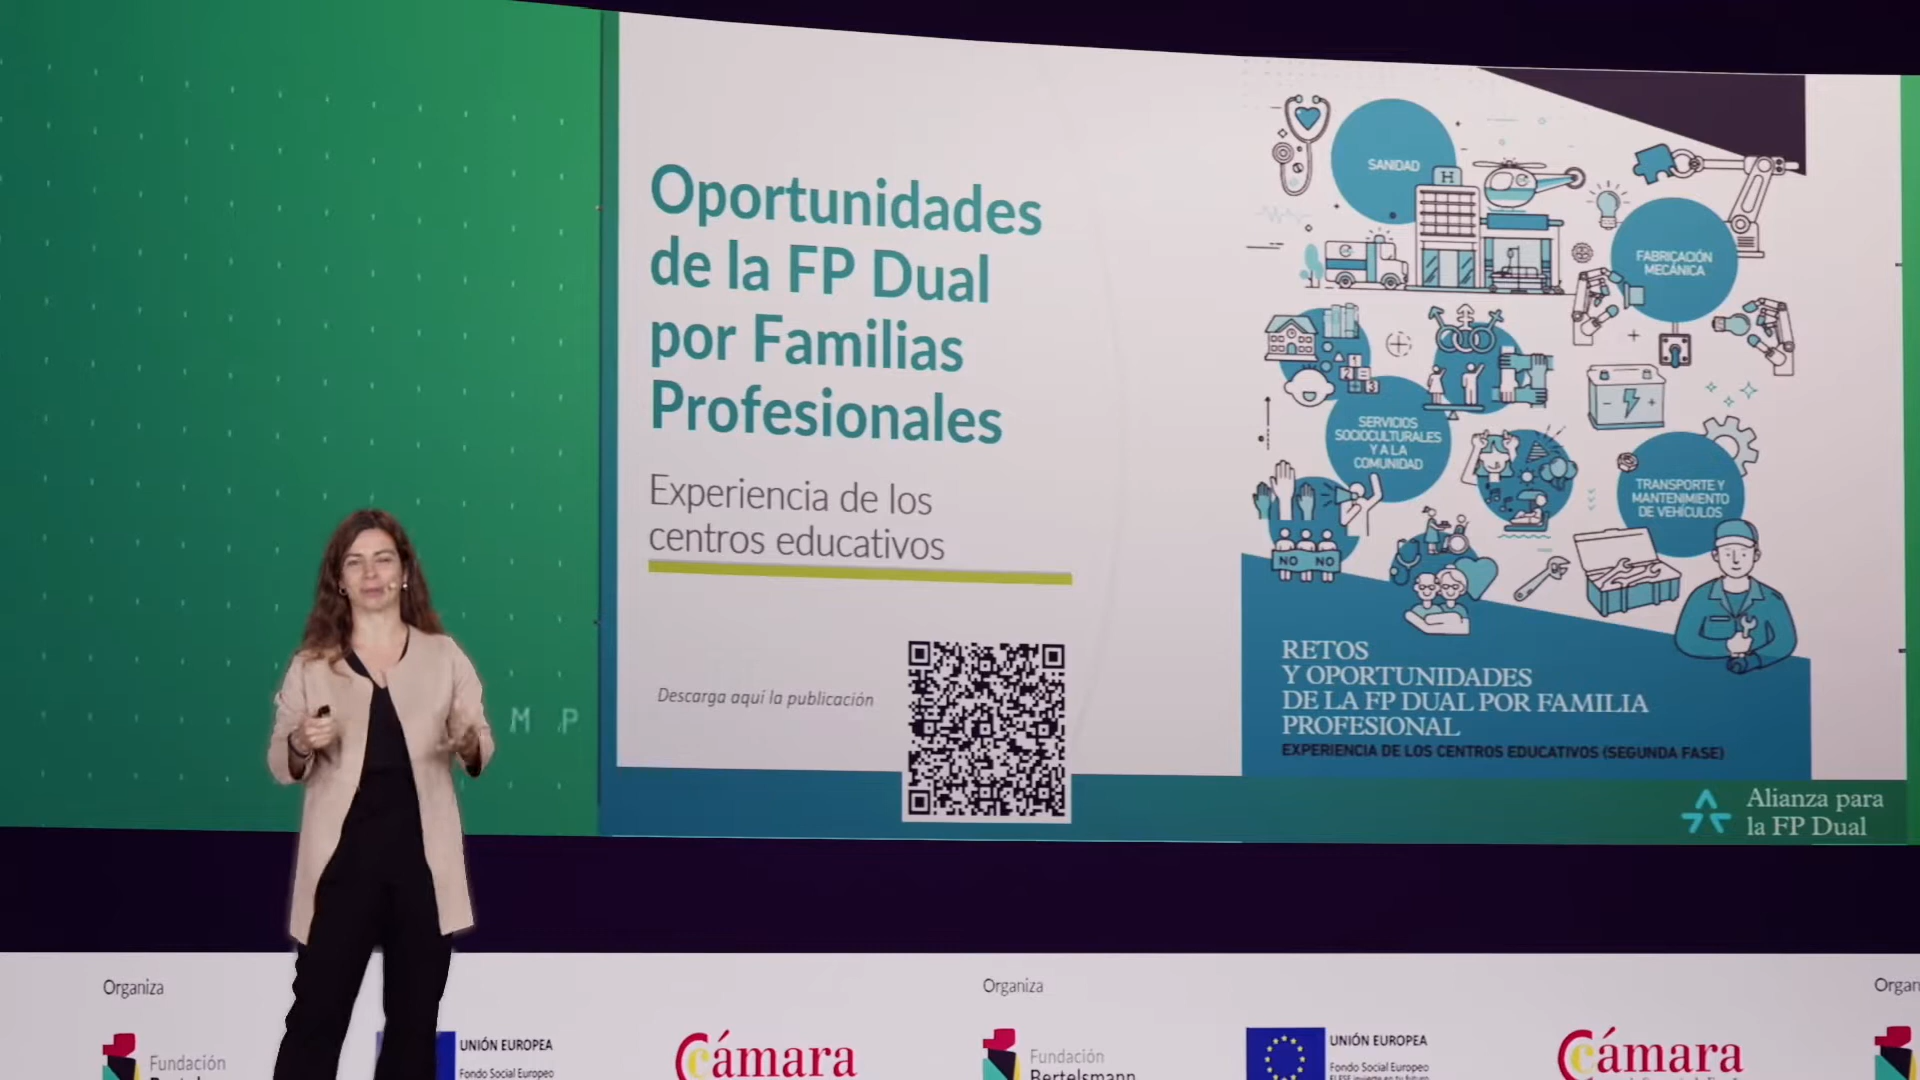 Oportunidades
de la FP Dual
por Familias
Profesionales
Experiencia de los
centros educativos
Descarga aquí la publicación
SANIDAD
H
FABRICACIÓN
MECÁNICA
1
2 B
3
SERVICIOS
SOCIOCULTURALES
Y A LA
COMUNIDAD
TRANSPORTE Y
MANTENIMIENTO
DE VEHÍCULOS
NO NO
RETOS
Y OPORTUNIDADES
DE LA FP DUAL POR FAMILIA
PROFESIONAL
EXPERIENCIA DE LOS CENTROS EDUCATIVOS (SEGUNDA FASE)
Alianza para
la FP Dual
M P
Organiza
Fundación
UNIÓN EUROPEA
Fondo Social Europeo
Cámara
Organiza
Fundación
Bertelsmann
UNIÓN EUROPEA
Fondo Social Europeo
Cámara